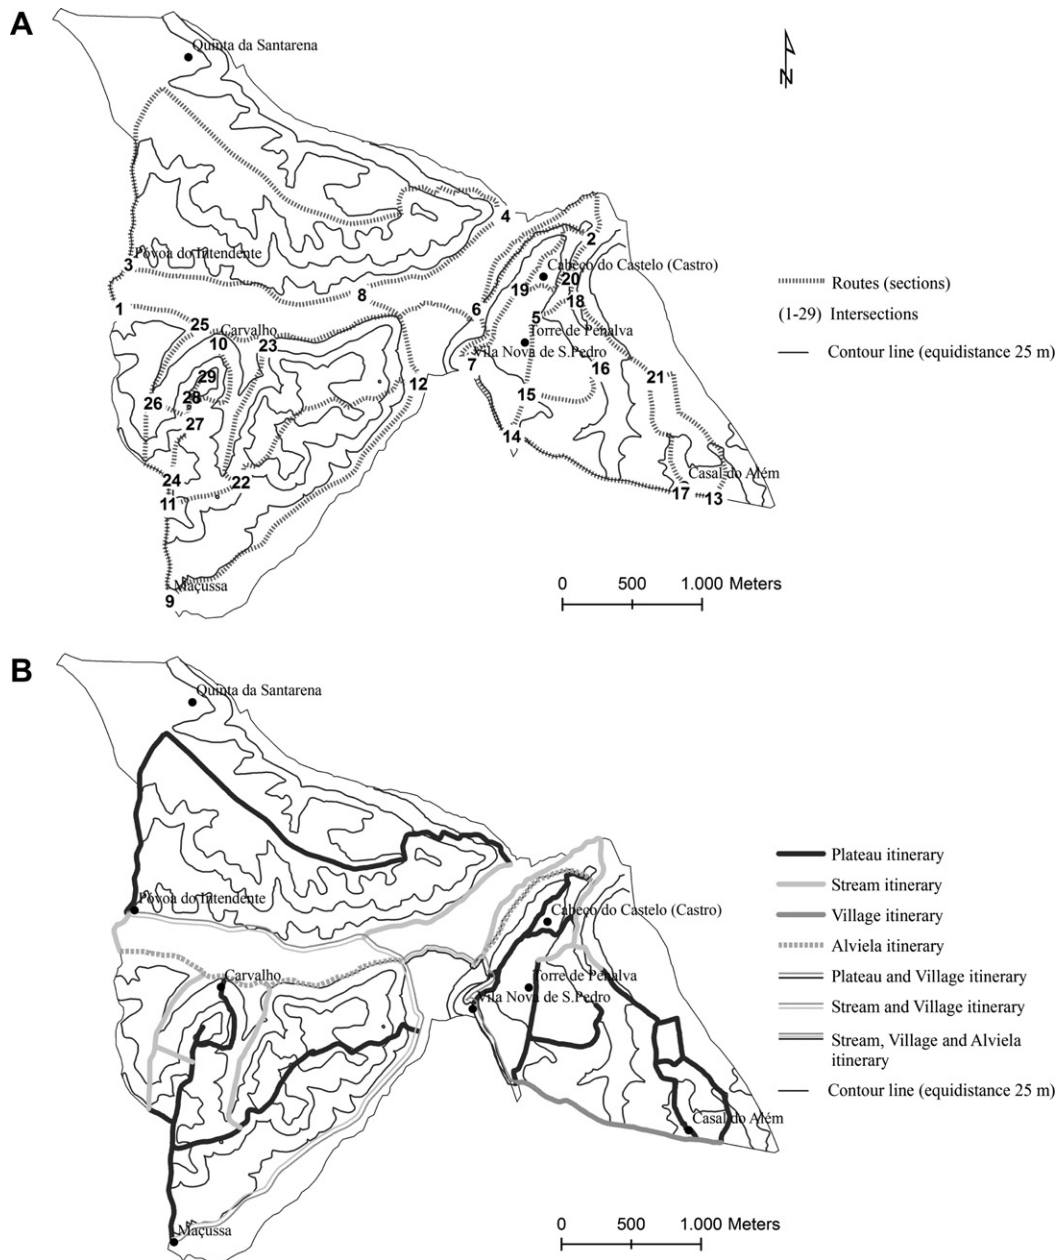 A
Quinta da Santarena
N
4
2
Póvoa do Intendente
3
Cabeço do Castelo (Castro)
20
19
8
18
Routes (sections)
1
6
5
(1-29) Intersections
25
Carvalho
Torre de Penalva
10
23
Vila Nova de S.Pedro
Contour line (equidistance 25 m)
7
16
29
12
21
26
28
15
27
14
24
22
Casal do Além
11
17
13
Maçussa
9
0 500 1.000 Meters
B
Quinta da Santarena
Plateau itinerary
Stream itinerary
Póvoa do Intendente
Cabeço do Castelo (Castro)
Village itinerary
Alviela itinerary
Carvalho
Torre de Penalva
Plateau and Village itinerary
Vila Nova de S.Pedro
Stream and Village itinerary
Stream, Village and Alviela
itinerary
Contour line (equidistance 25 m)
Casal do Além
Maçussa
0 500 1.000 Meters